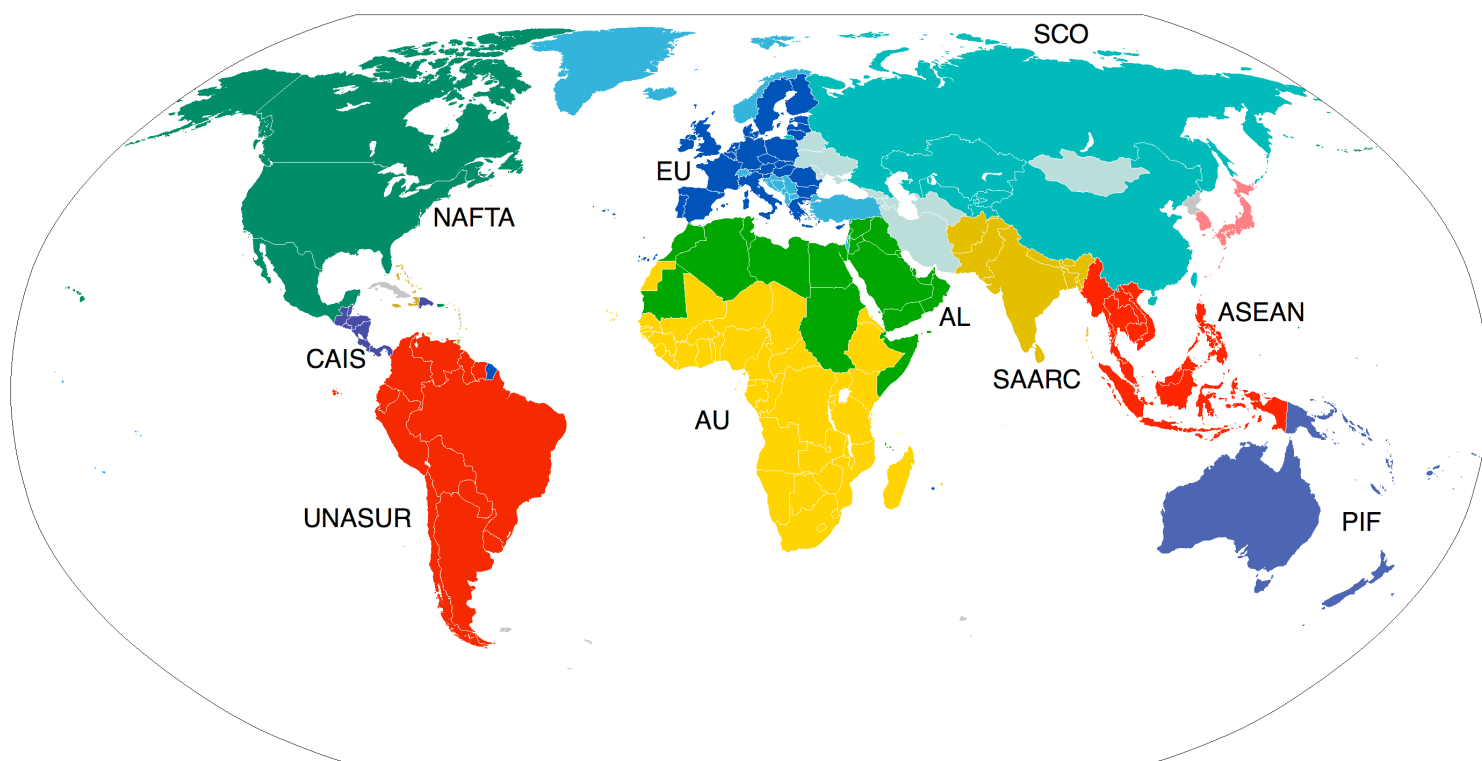 SCO
EU
NAFTA
AL
ASEAN
CAIS
SAARC
AU
UNASUR
PIF